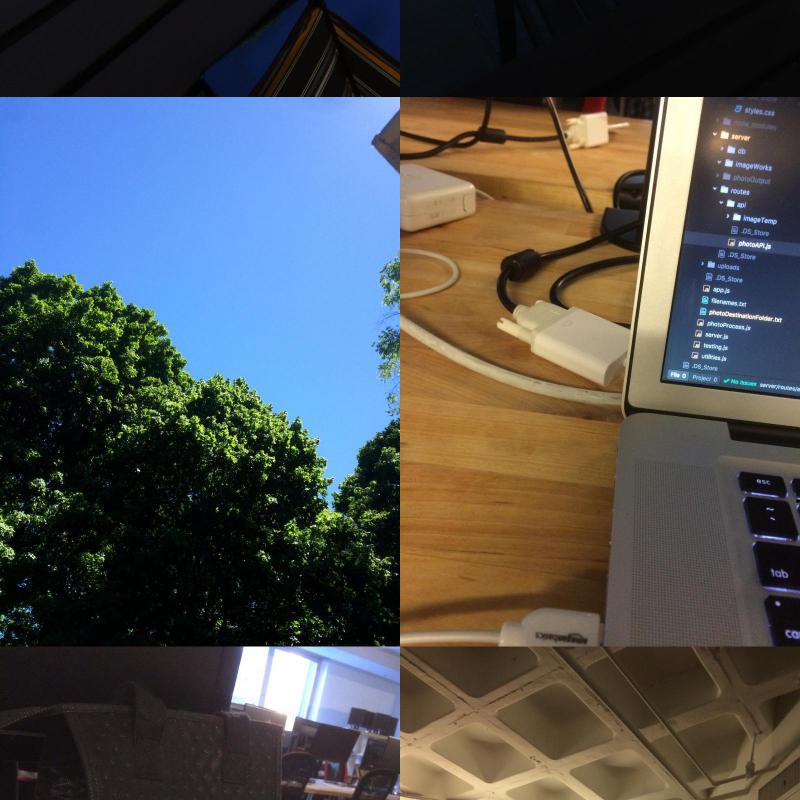 styles.css
node_modules
server
db
imageWorks
photoOutput
routes
api
imageTemp
.DS_Store
photoAPI.js
.DS_Store
uploads
.DS_Store
app.js
filenames.txt
photoDestinationFolder.txt
photoProcess.js
server.js
testing.js
utilities.js
.DS_Store
File 0 Project 0 No Issues server/routes/a
esc
~
tab
amazonbasics